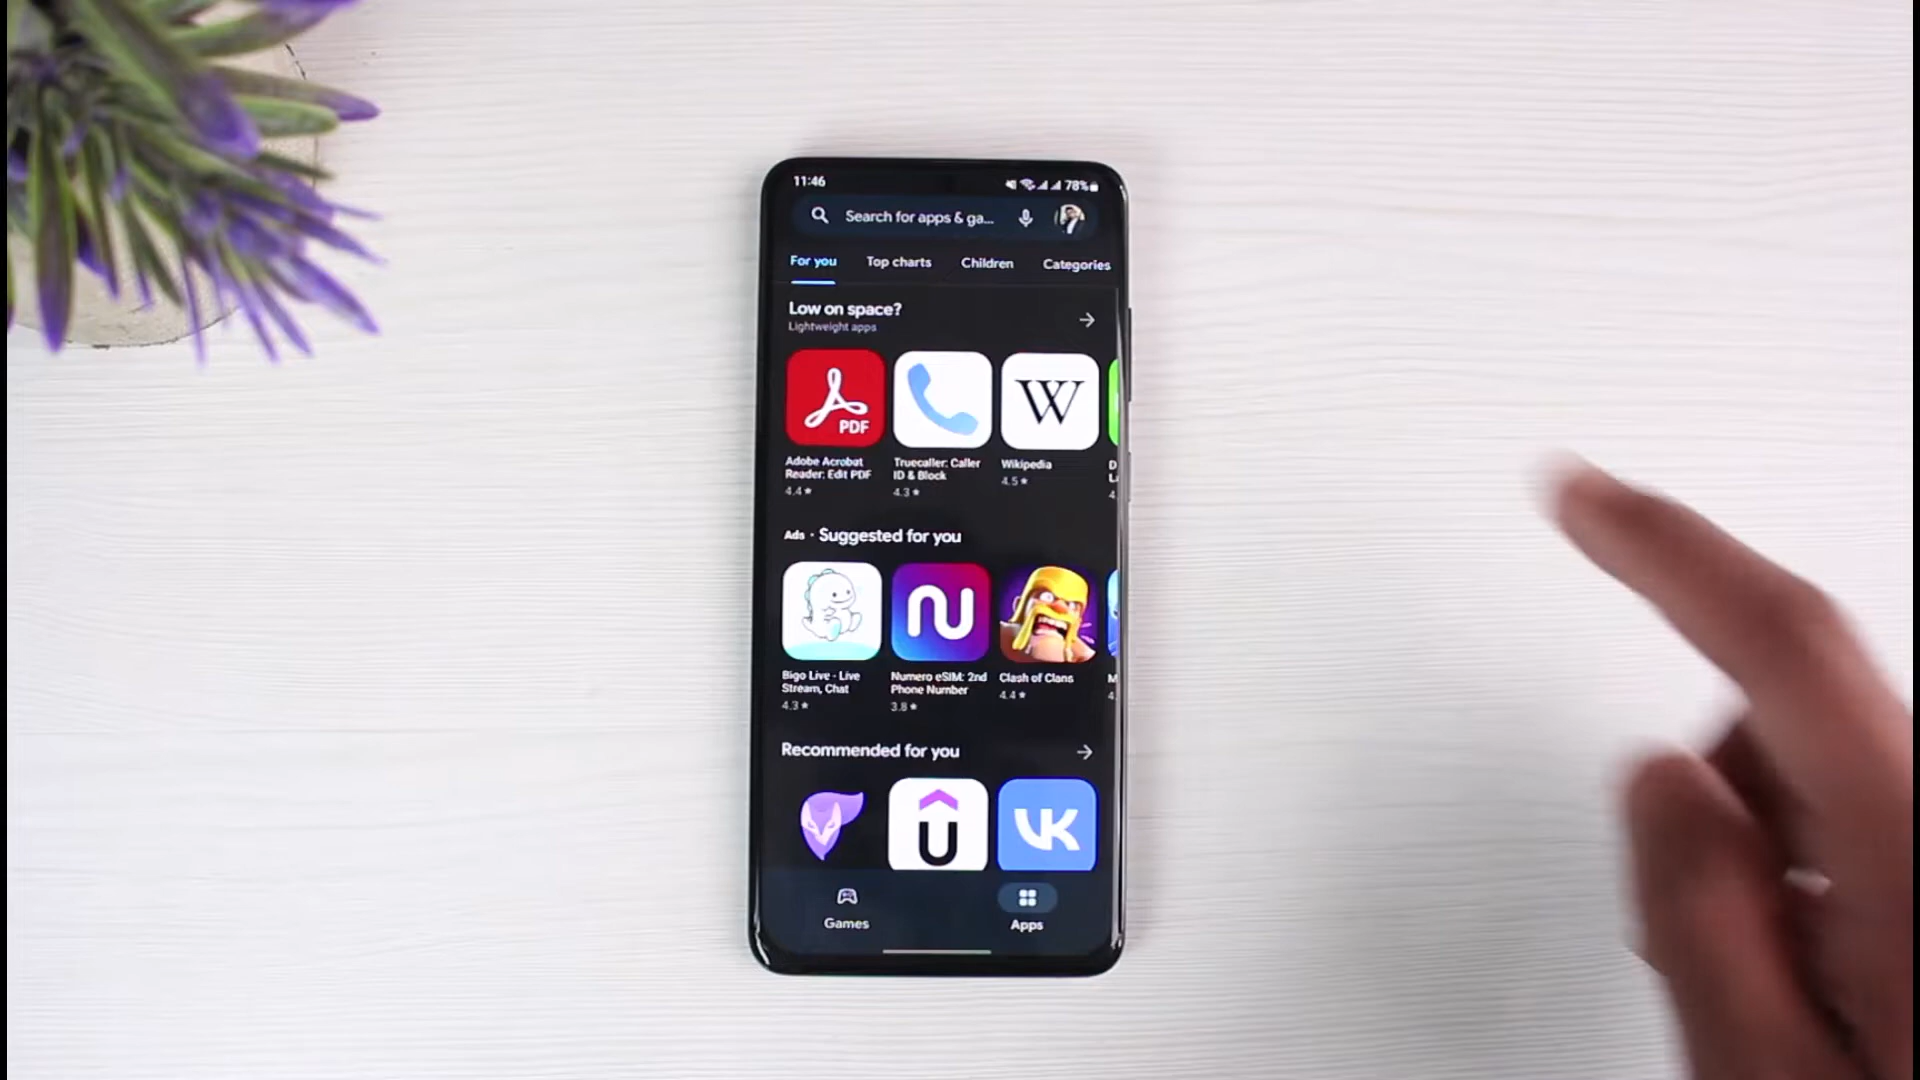 11:46
78%
Search for apps & ga...
For you
Top charts
Children
Categories
Low on space?
Lightweight apps
PDF
W
Adobe Acrobat
Reader: Edit PDF
4.4★
Truecaller: Caller
ID & Block
4.3★
Wikipedia
4.5★
D
L
4.
Ads · Suggested for you
Bigo Live - Live
Stream, Chat
4.3★
Numero eSIM: 2nd
Phone Number
3.8★
Clash of Clans
4.4★
M
4.
Recommended for you
U
VK
Games
Apps